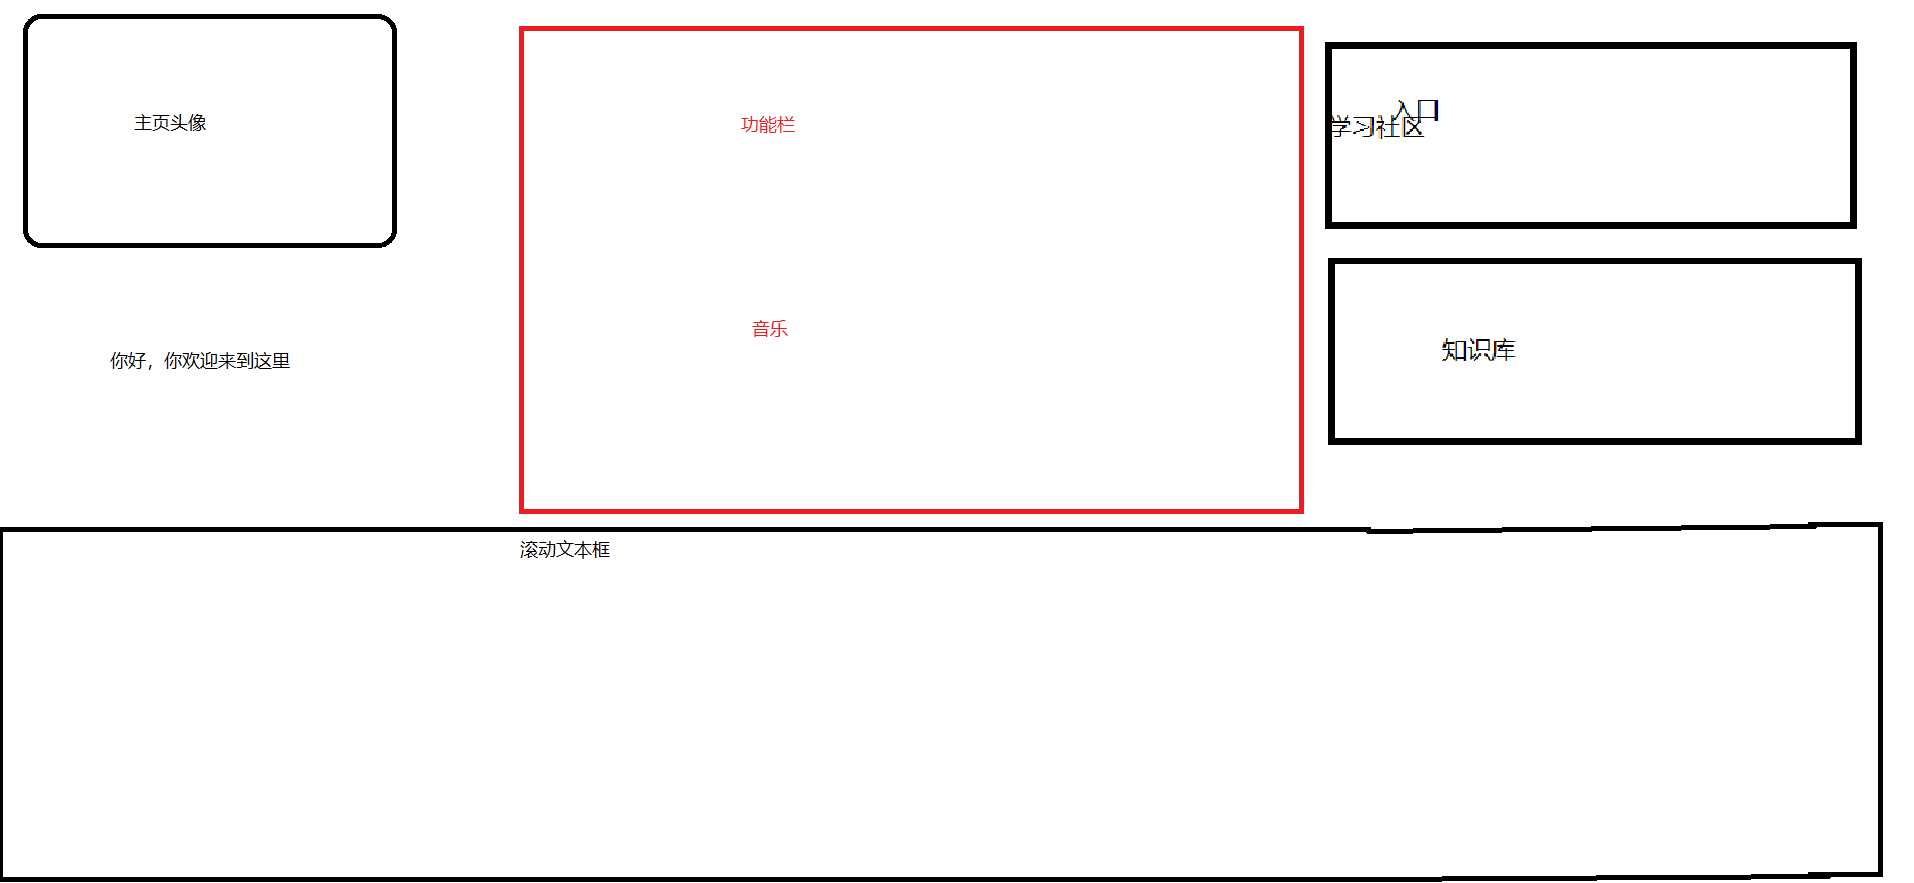 主页头像
你好，你欢迎来到这里
功能栏
音乐
入口
学习社区
知识库
滚动文本框